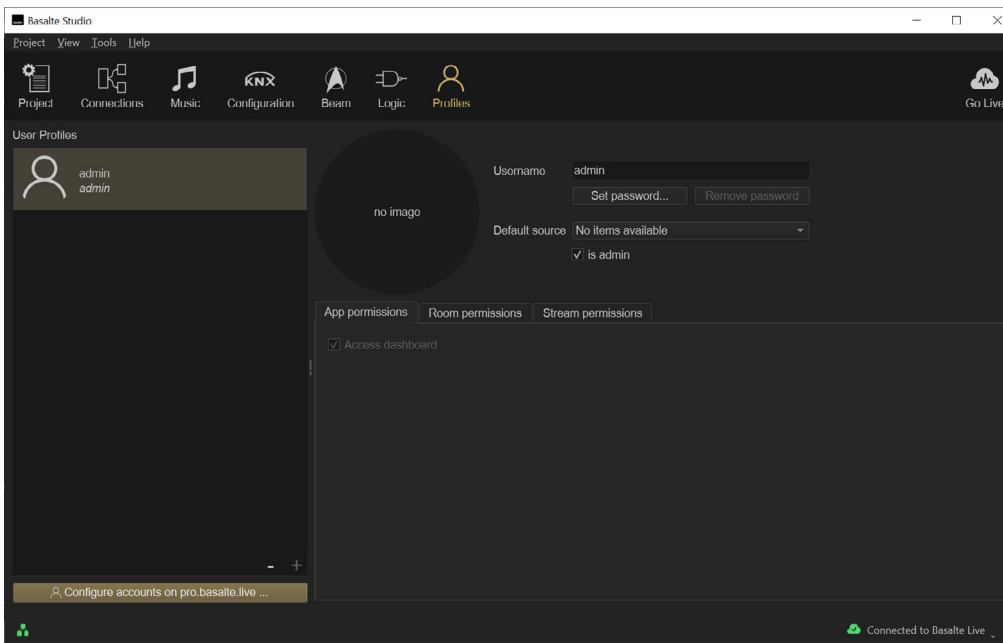 Basalte Studio
Project View Tools Help
Project
Connections
Music
KNX
Configuration
Beam
Logic
Profiles
Go Live
User Profiles
admin
admin
no image
Username
admin
Set password...
Remove password
Default source
No items available
is admin
App permissions
Room permissions
Stream permissions
Access dashboard
Configure accounts on pro.basalte.live ...
Connected to Basalte Live